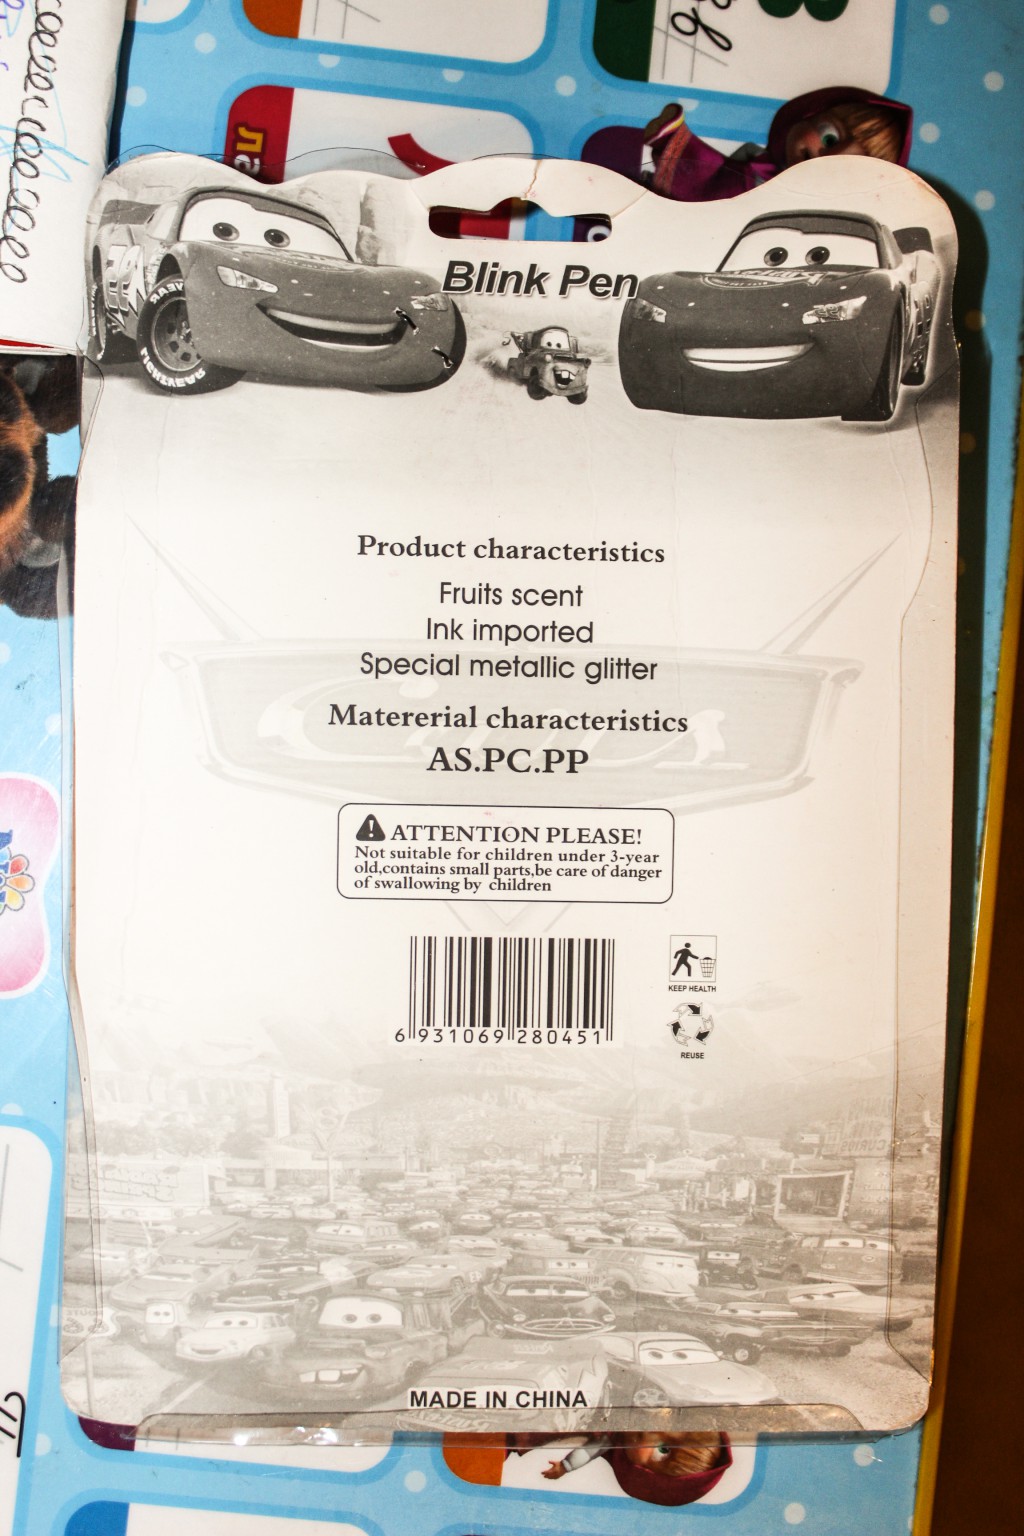 Blink Pen
Product characteristics
Fruits scent
Ink imported
Special metallic glitter
Matererial characteristics
AS.PC.PP
ATTENTION PLEASE!
Not suitable for children under 3-year
old,contains small parts,be care of danger
of swallowing by children
6 931069 280451
KEEP HEALTH
REUSE
MADE IN CHINA